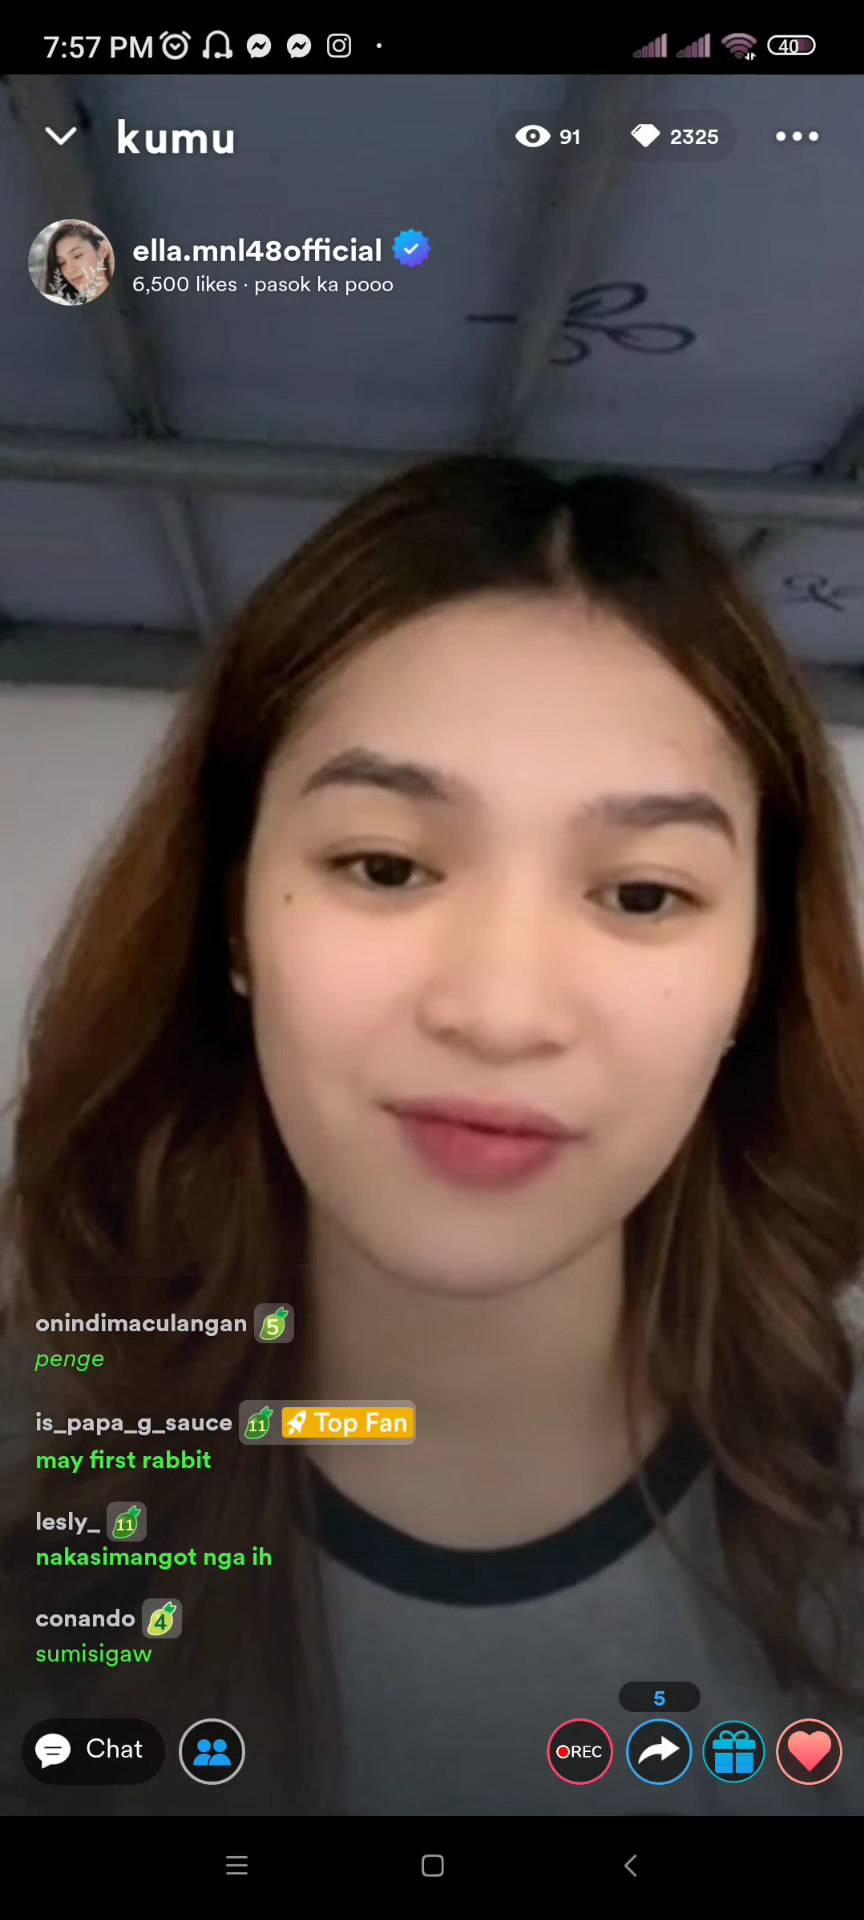 7:57 PM
40
kumu
91
2325
ella.mnl48official
6,500 likes · pasok ka pooo
onindimaculangan 5
penge
is_papa_g_sauce 11 Top Fan
may first rabbit
lesly_ 11
nakasimangot nga ih
conando 4
sumisigaw
5
Chat
REC